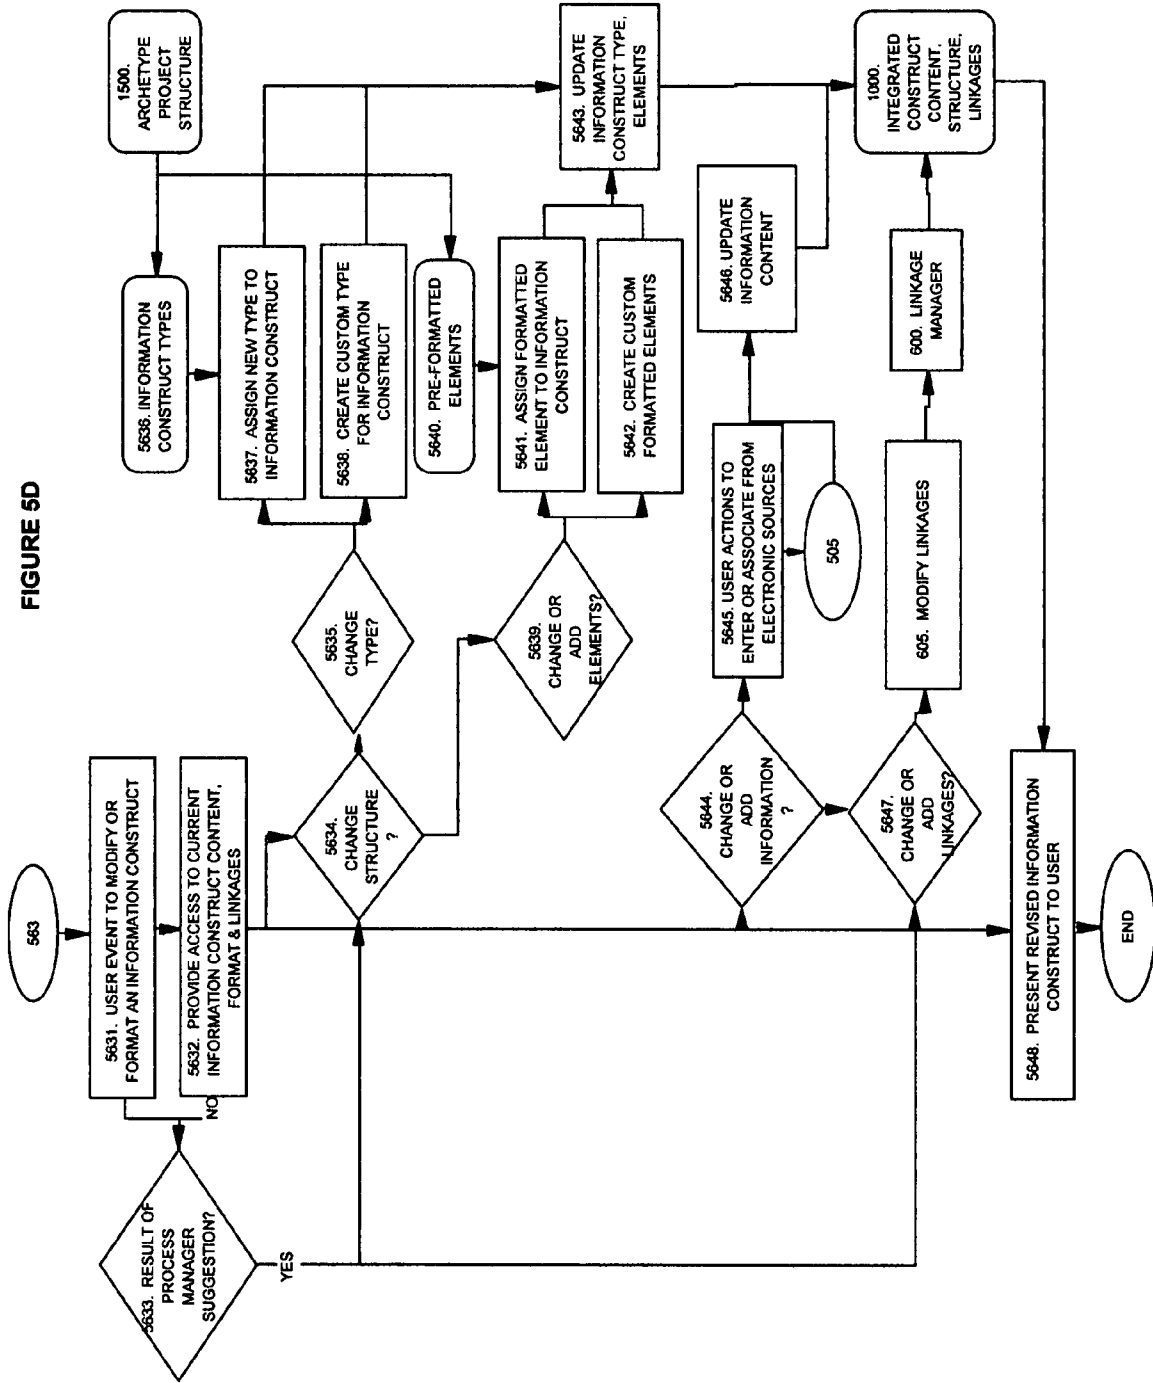 FIGURE 5D
563
5631. USER EVENT TO MODIFY OR
FORMAT AN INFORMATION CONSTRUCT
5632. PROVIDE ACCESS TO CURRENT
INFORMATION CONSTRUCT CONTENT,
FORMAT & LINKAGES
NO
5633. RESULT OF
PROCESS
MANAGER
SUGGESTION?
YES
5634.
CHANGE
STRUCTURE
?
5635.
CHANGE
TYPE?
1500.
ARCHETYPE
PROJECT
STRUCTURE
5636. INFORMATION
CONSTRUCT TYPES
5637. ASSIGN NEW TYPE TO
INFORMATION CONSTRUCT
5638. CREATE CUSTOM TYPE
FOR INFORMATION
CONSTRUCT
5639.
CHANGE OR
ADD
ELEMENTS?
5640. PRE-FORMATTED
ELEMENTS
5641. ASSIGN FORMATTED
ELEMENT TO INFORMATION
CONSTRUCT
5642. CREATE CUSTOM
FORMATTED ELEMENTS
5643. UPDATE
INFORMATION
CONSTRUCT TYPE,
ELEMENTS
5644.
CHANGE OR
ADD
INFORMATION
?
5645. USER ACTIONS TO
ENTER OR ASSOCIATE FROM
ELECTRONIC SOURCES
505
5646. UPDATE
INFORMATION
CONTENT
5647.
CHANGE OR
ADD
LINKAGES?
605. MODIFY LINKAGES
600. LINKAGE
MANAGER
1000.
INTEGRATED
CONSTRUCT
CONTENT,
STRUCTURE,
LINKAGES
5648. PRESENT REVISED INFORMATION
CONSTRUCT TO USER
END